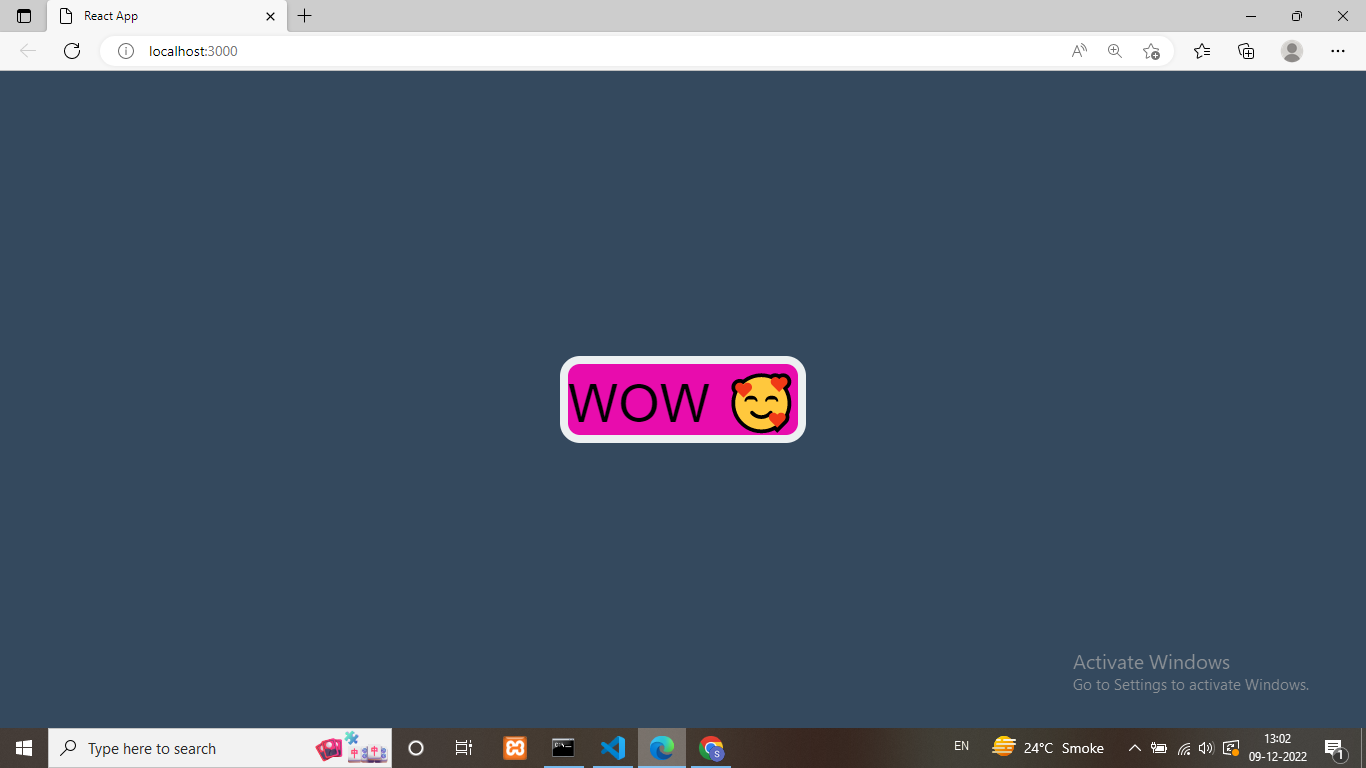 React App
localhost:3000
WOW 🥰
Activate Windows
Go to Settings to activate Windows.
Type here to search
EN
24°C Smoke
13:02
09-12-2022
1